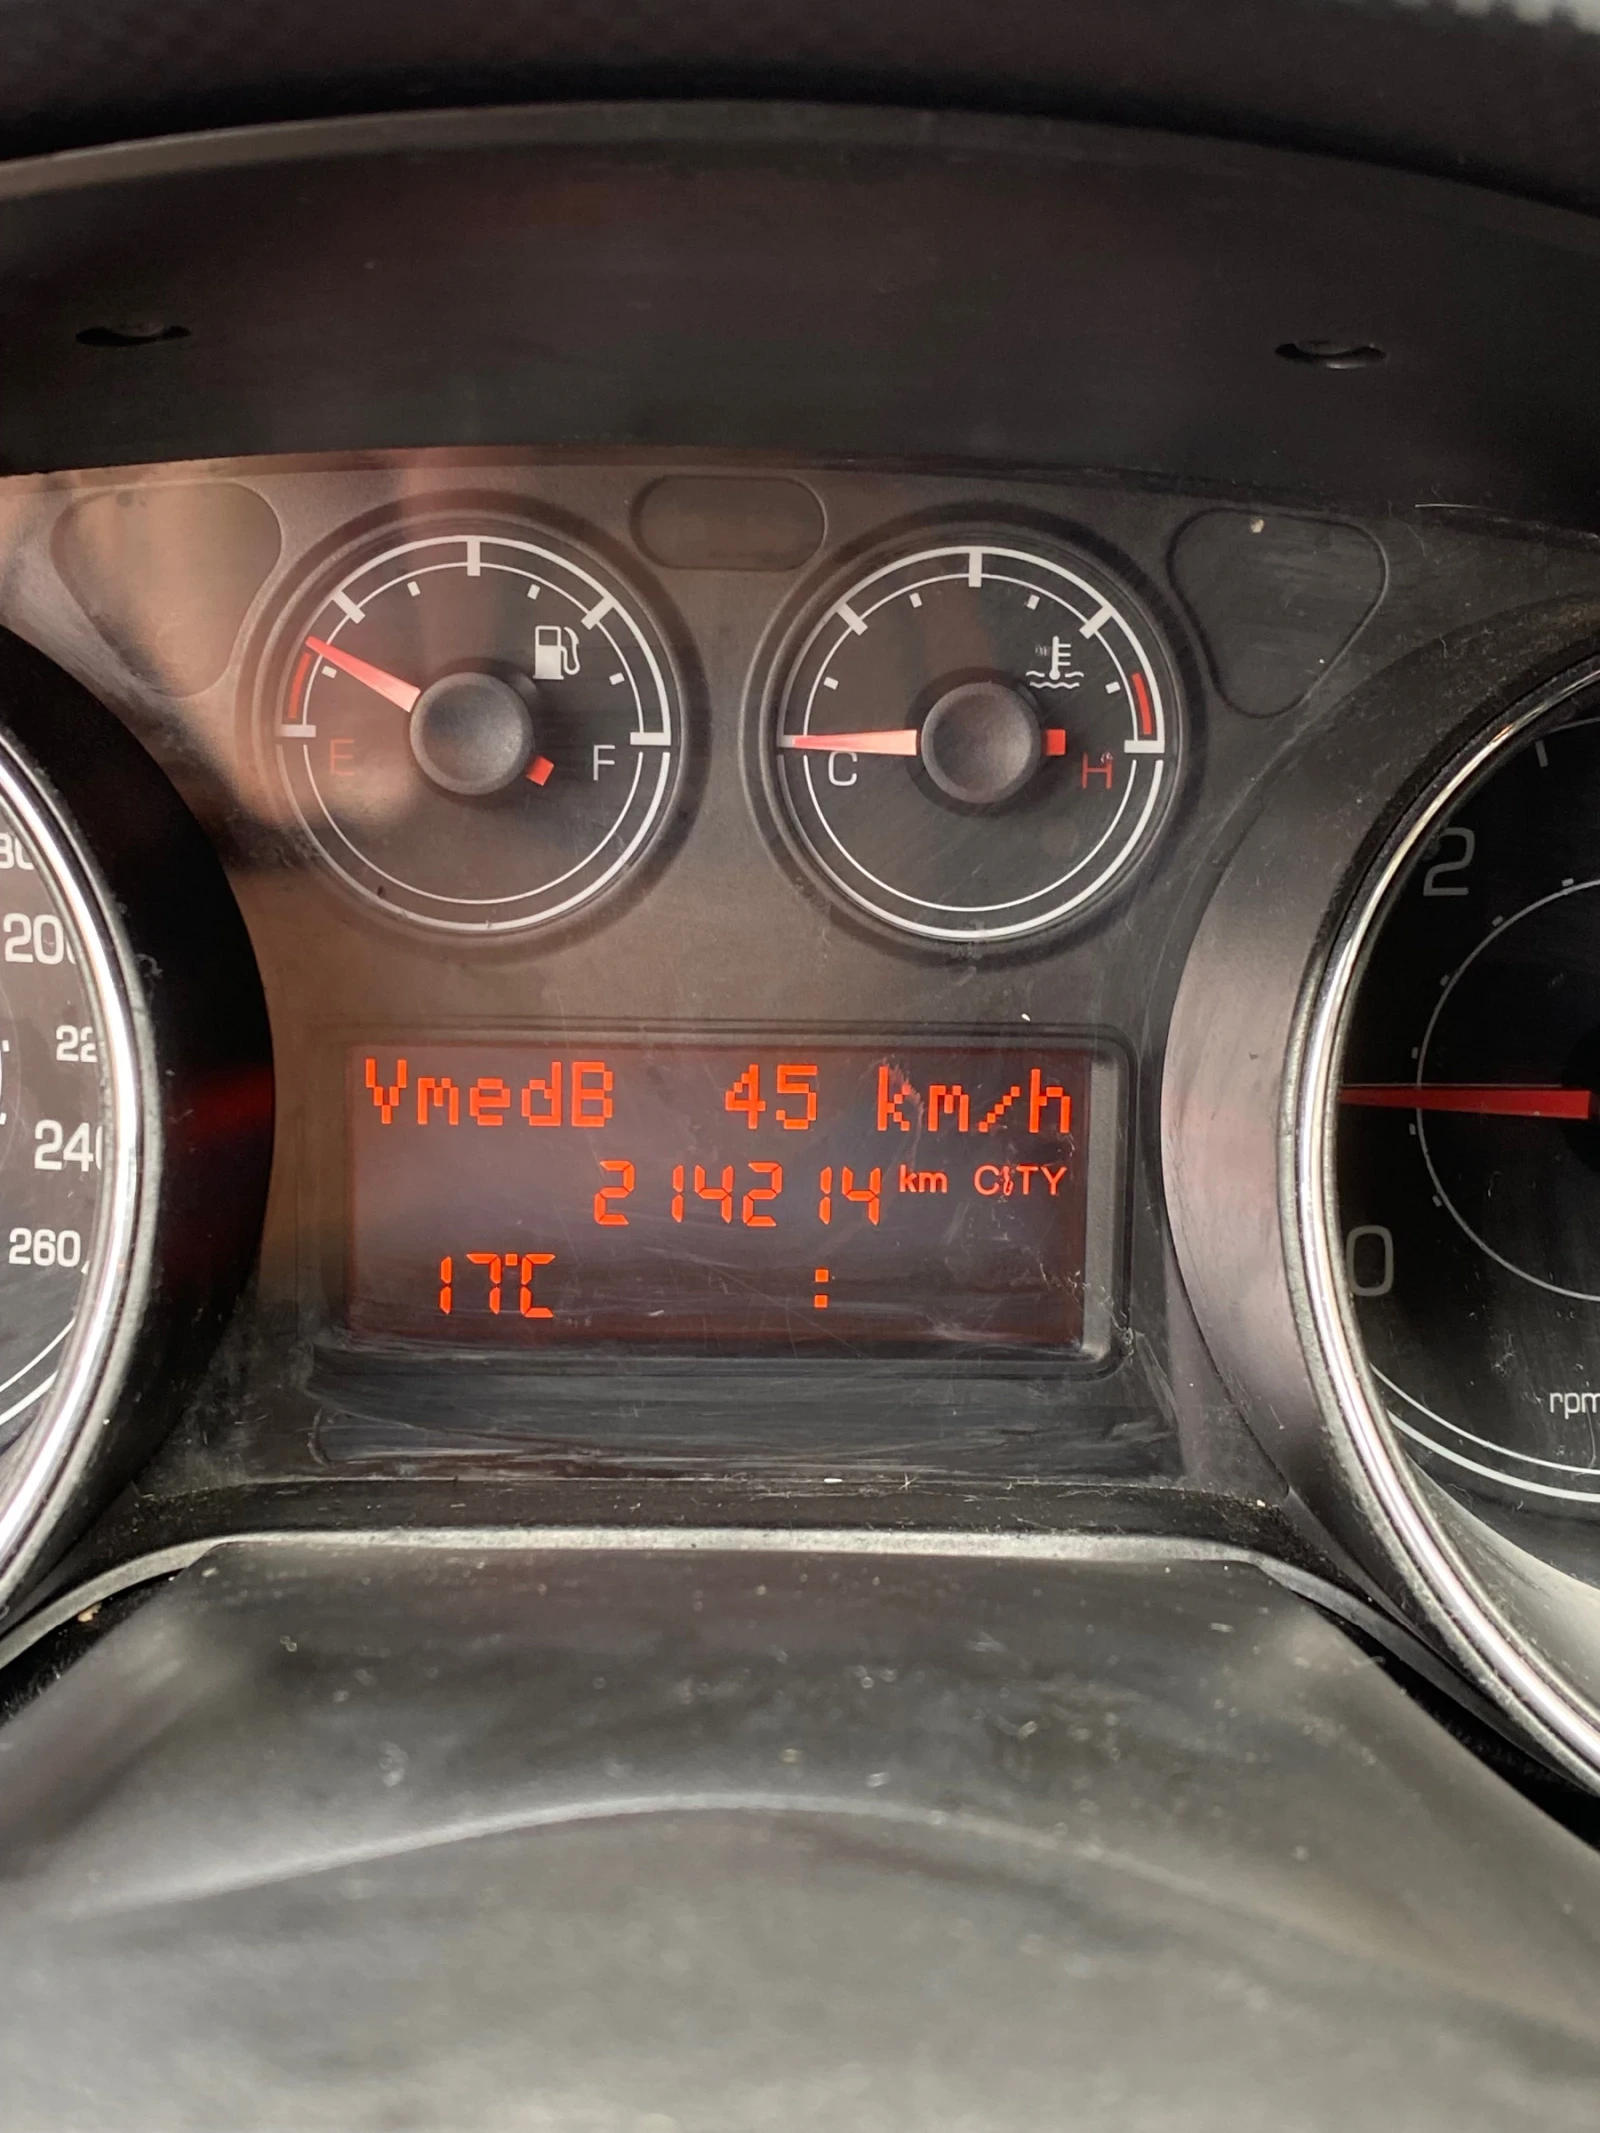 E F
C H
VmedB 45 km/h
214214 km CITY
17°C :
200
240
260
2
0
rpm